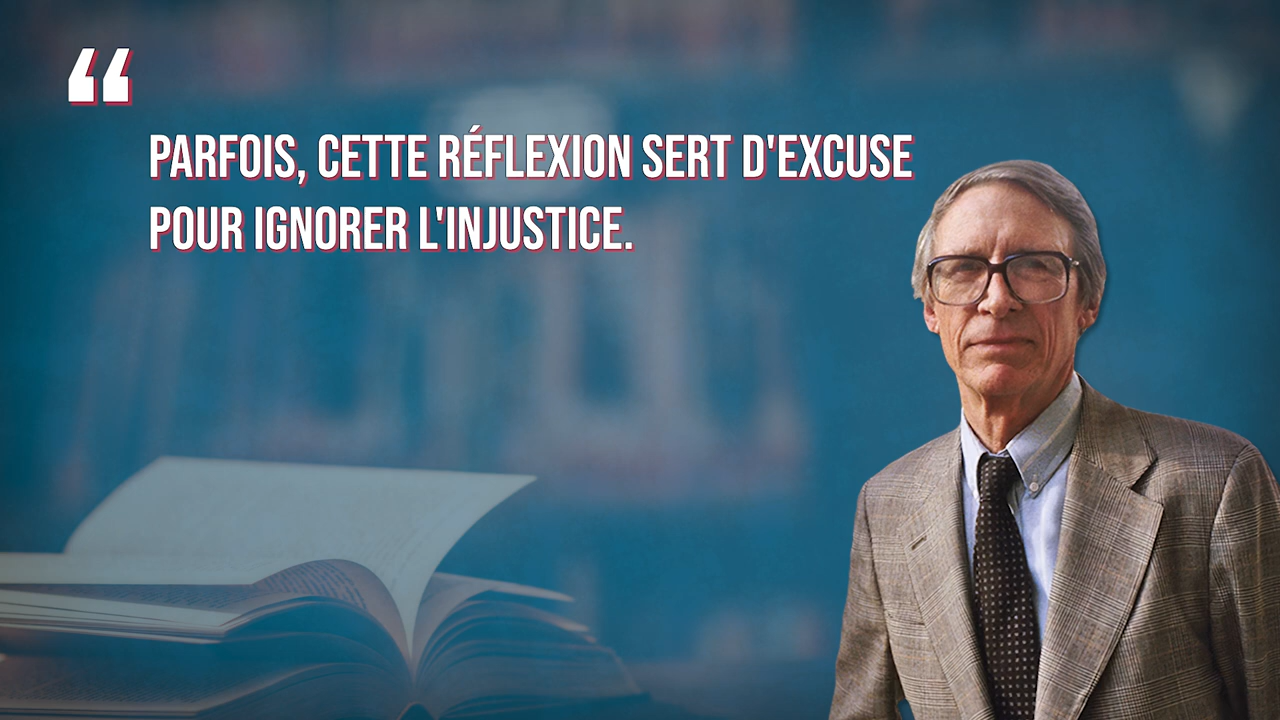 “
PARFOIS, CETTE RÉFLEXION SERT D'EXCUSE
POUR IGNORER L'INJUSTICE.